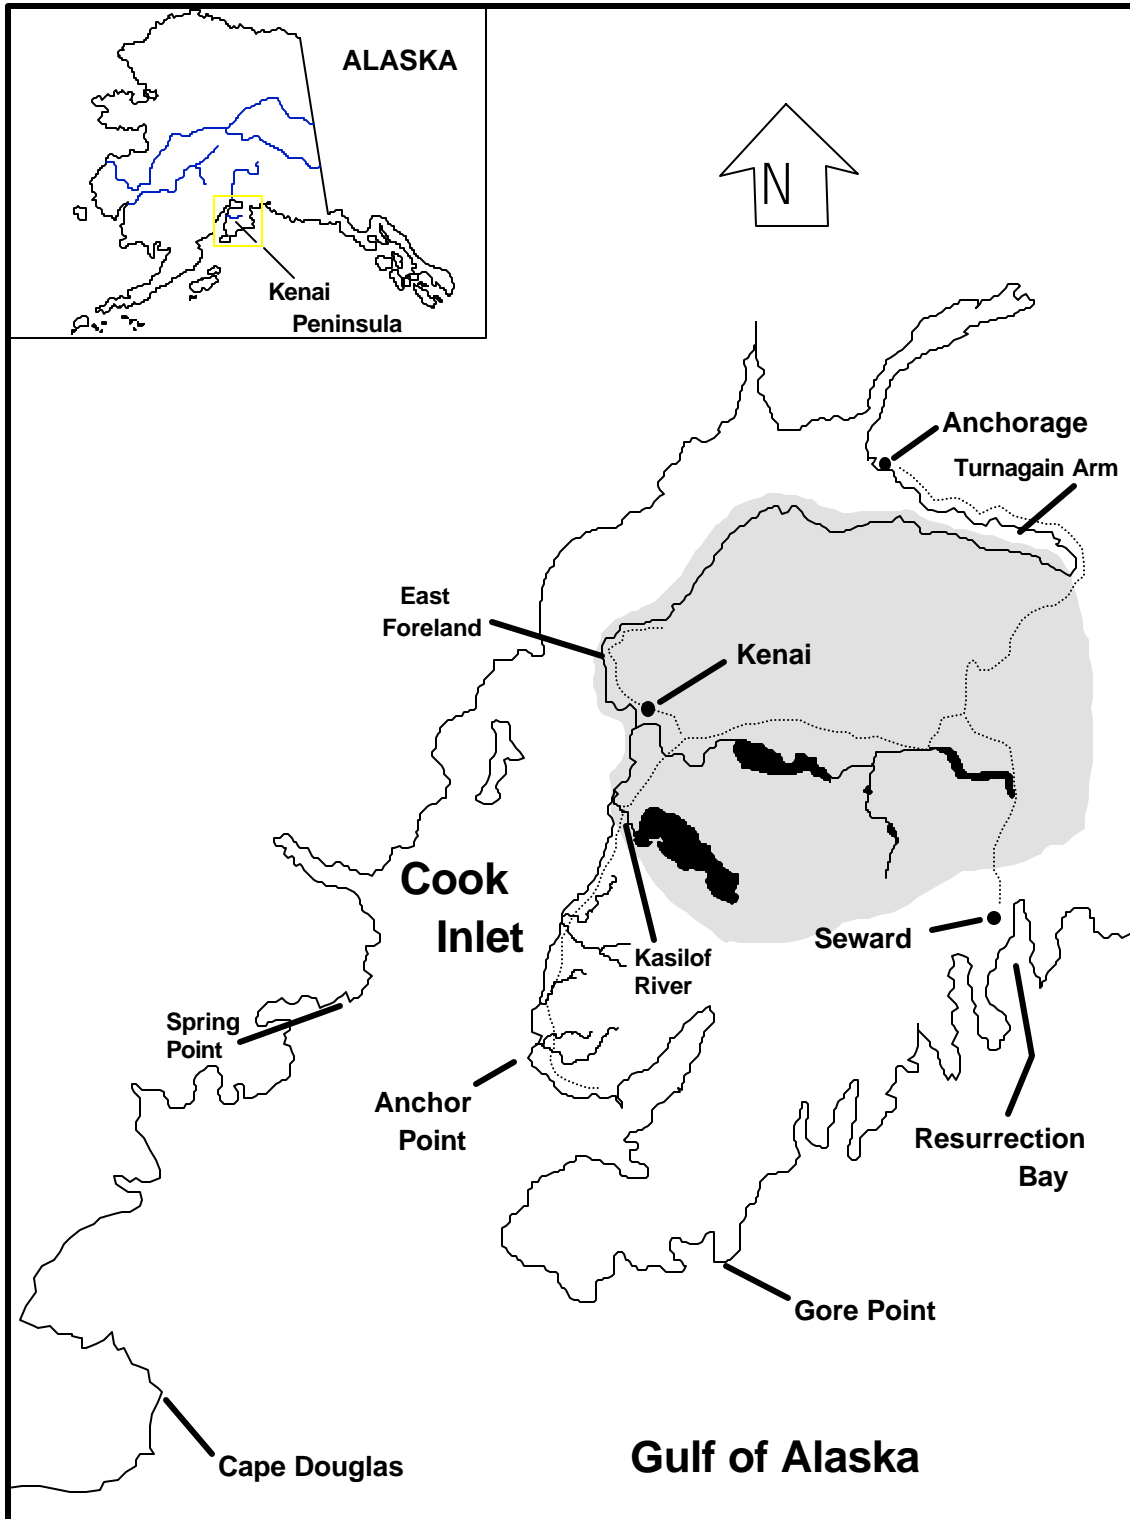 ALASKA
Kenai
Peninsula
N
Anchorage
Turnagain Arm
East
Foreland
Kenai
Cook
Inlet
Seward
Kasilof
River
Spring
Point
Anchor
Point
Resurrection
Bay
Gore Point
Cape Douglas
Gulf of Alaska